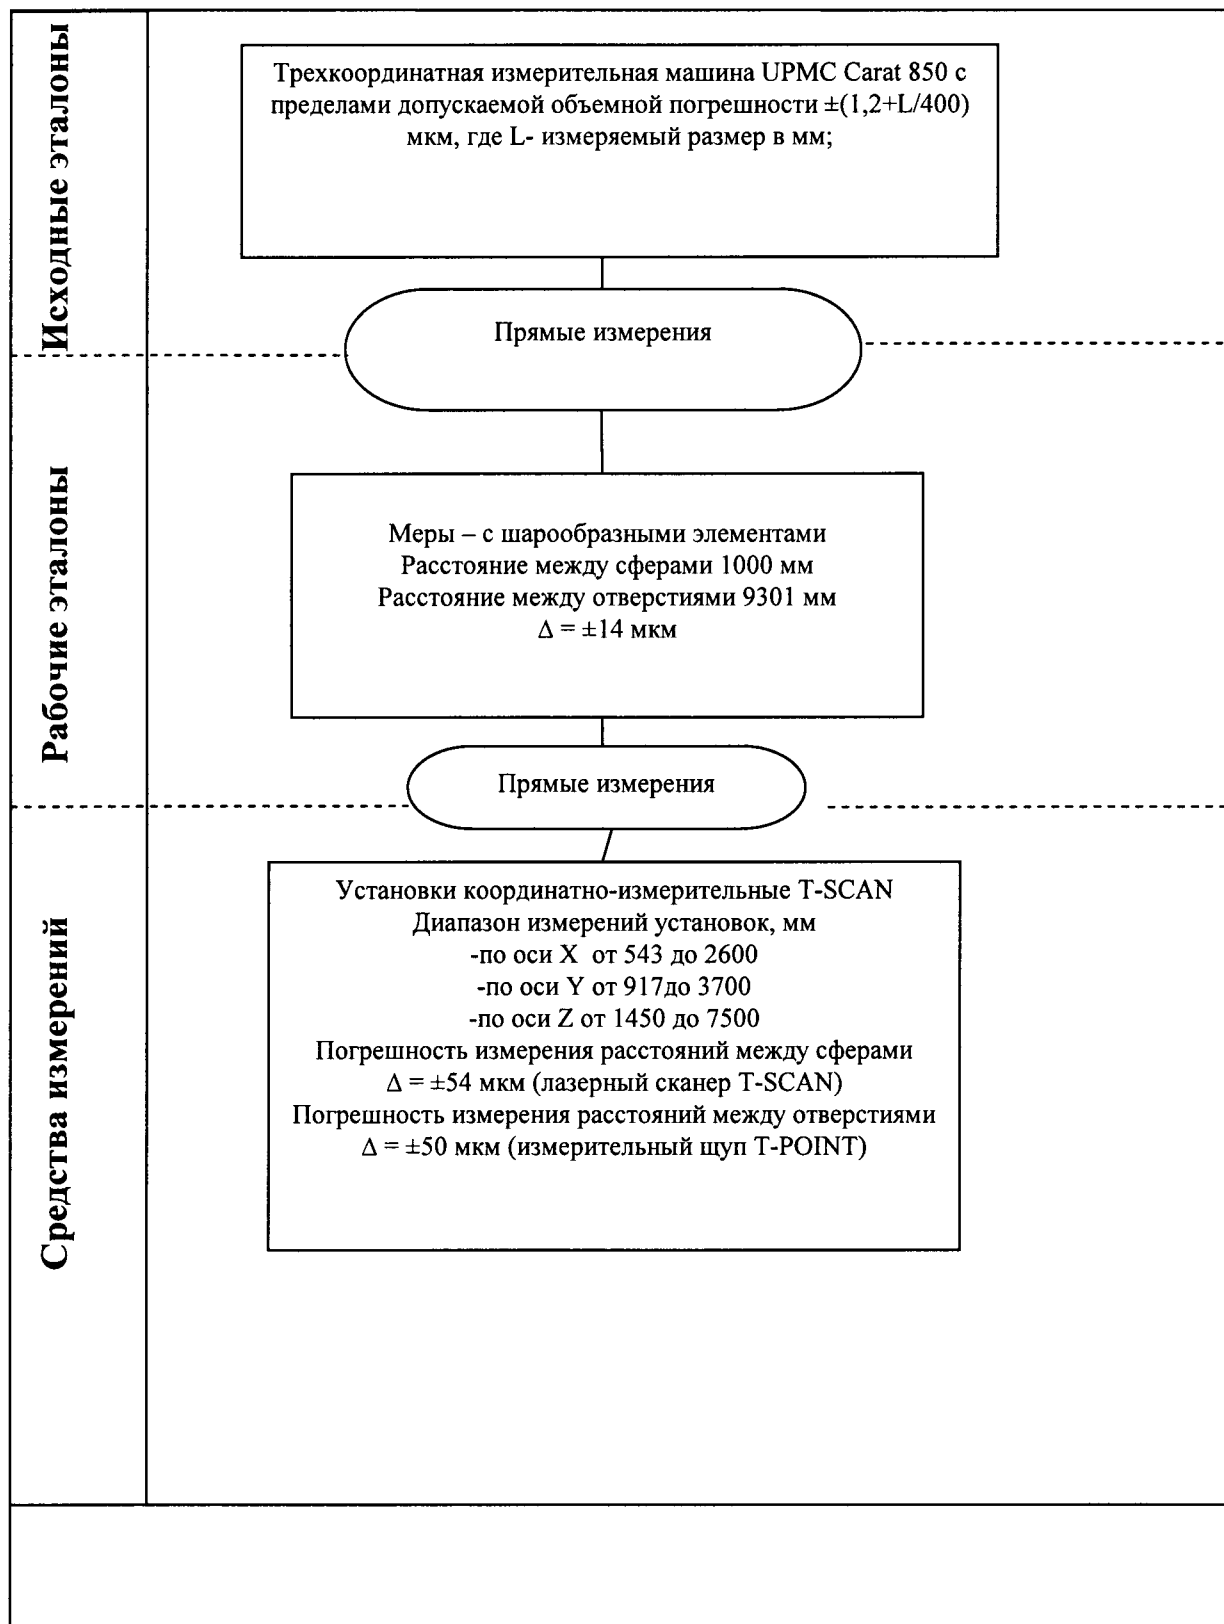 Исходные эталоны
Трехкоординатная измерительная машина UPMC Carat 850 с
пределами допускаемой объемной погрешности ±(1,2+L/400)
мкм, где L- измеряемый размер в мм;
Прямые измерения
Рабочие эталоны
Меры – с шарообразными элементами
Расстояние между сферами 1000 мм
Расстояние между отверстиями 9301 мм
Δ = ±14 мкм
Прямые измерения
Средства измерений
Установки координатно-измерительные T-SCAN
Диапазон измерений установок, мм
-по оси X от 543 до 2600
-по оси Y от 917до 3700
-по оси Z от 1450 до 7500
Погрешность измерения расстояний между сферами
Δ = ±54 мкм (лазерный сканер T-SCAN)
Погрешность измерения расстояний между отверстиями
Δ = ±50 мкм (измерительный щуп T-POINT)